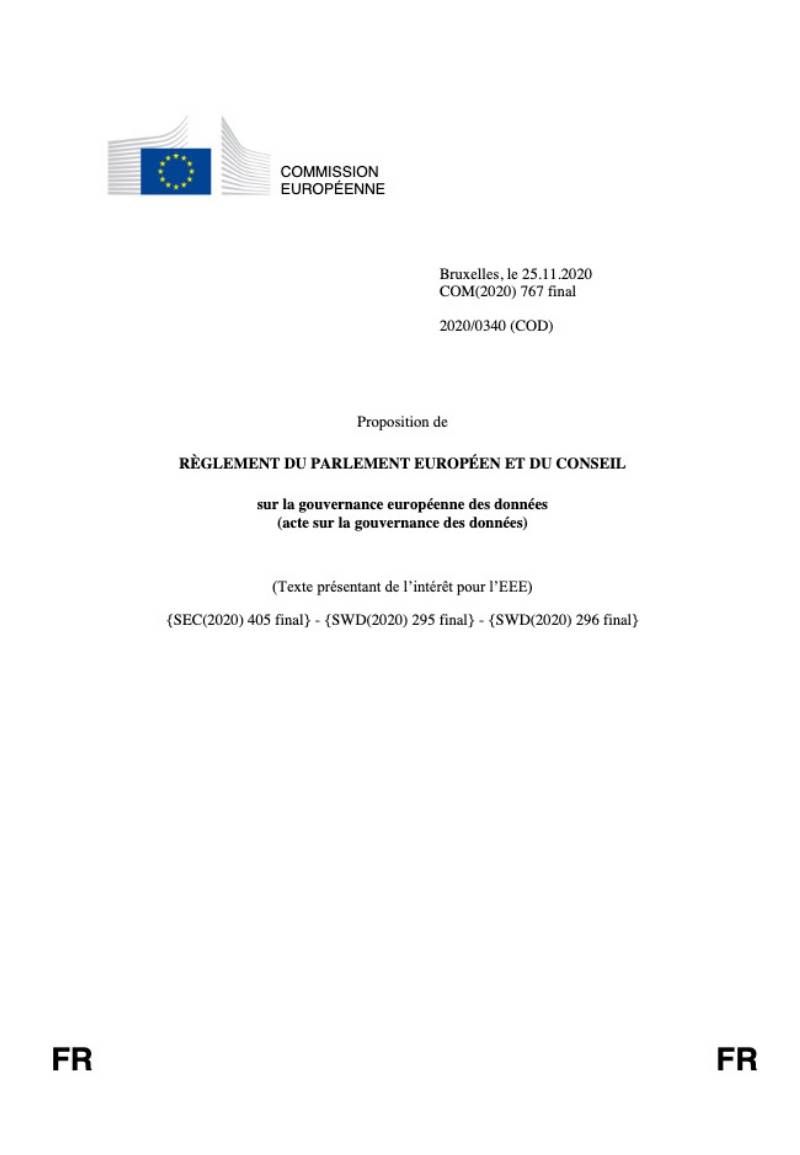 COMMISSION
EUROPÉENNE
Bruxelles, le 25.11.2020
COM(2020) 767 final
2020/0340 (COD)
Proposition de
RÈGLEMENT DU PARLEMENT EUROPÉEN ET DU CONSEIL
sur la gouvernance européenne des données
(acte sur la gouvernance des données)
(Texte présentant de l’intérêt pour l’EEE)
{SEC(2020) 405 final} - {SWD(2020) 295 final} - {SWD(2020) 296 final}
FR FR